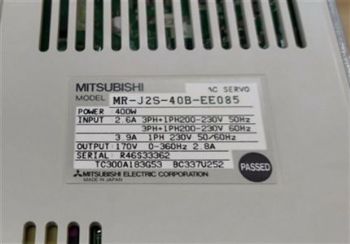 MITSUBISHI AC SERVO
MODEL MR-J2S-40B-EE085
POWER 400W
INPUT 2.6A 3PH+1PH200-230V 50Hz
3PH+1PH200-230V 60Hz
3.9A 1PH 230V 50/60Hz
OUTPUT 170V 0-360Hz 2.8A
SERIAL R46S33362
TC300A183G53 BC337U252
PASSED
MITSUBISHI ELECTRIC CORPORATION
MADE IN JAPAN